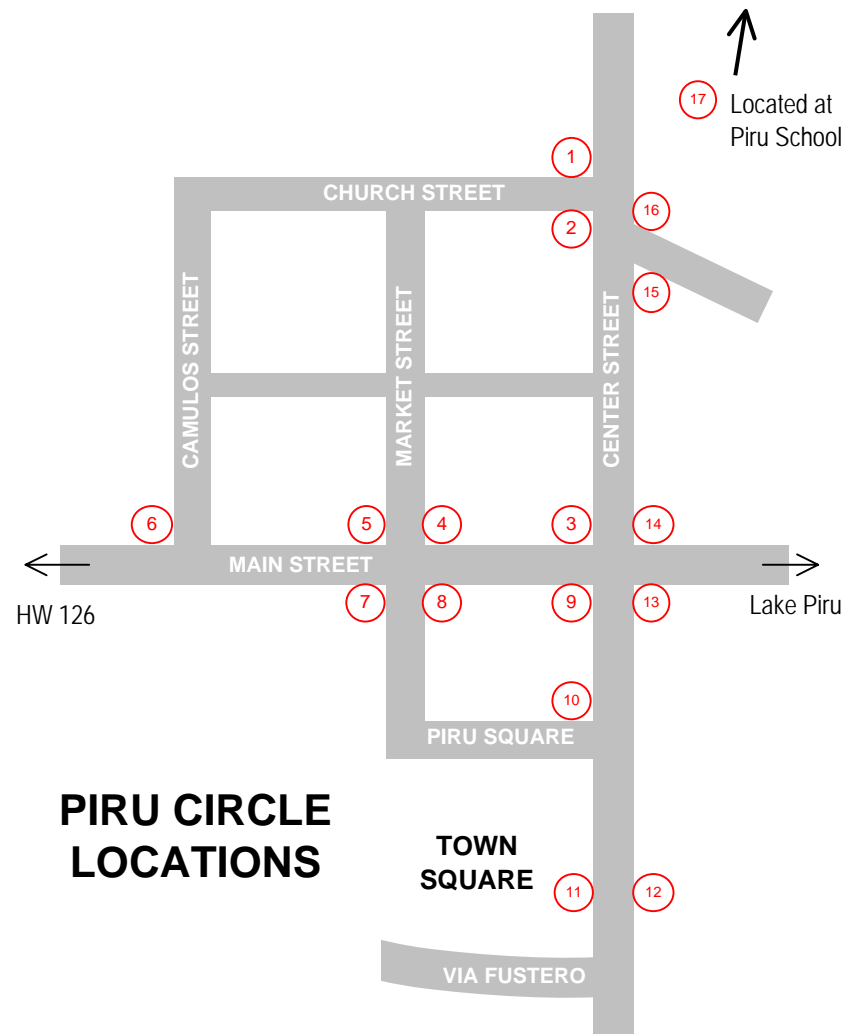 17
Located at
Piru School
1
CHURCH STREET
16
2
15
CAMULOS STREET
MARKET STREET
CENTER STREET
6
5
4
3
14
MAIN STREET
HW 126
7
8
9
13
Lake Piru
10
PIRU SQUARE
PIRU CIRCLE
LOCATIONS
TOWN
SQUARE
11
12
VIA FUSTERO